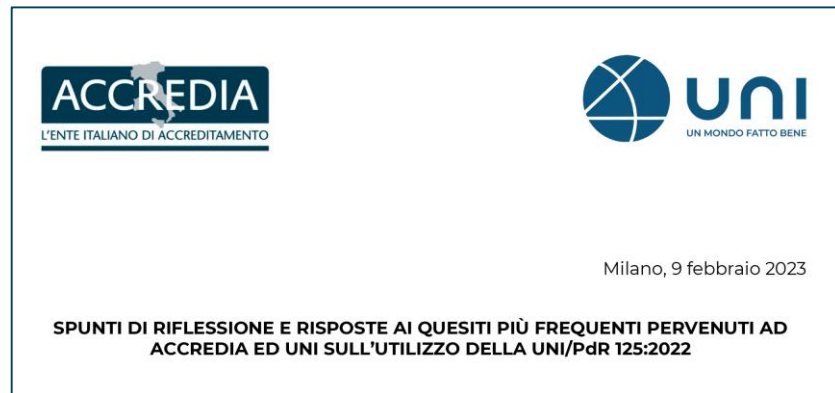 ACCREDIA
L'ENTE ITALIANO DI ACCREDITAMENTO
UNI
UN MONDO FATTO BENE
Milano, 9 febbraio 2023
SPUNTI DI RIFLESSIONE E RISPOSTE AI QUESITI PIÙ FREQUENTI PERVENUTI AD
ACCREDIA ED UNI SULL'UTILIZZO DELLA UNI/PdR 125:2022